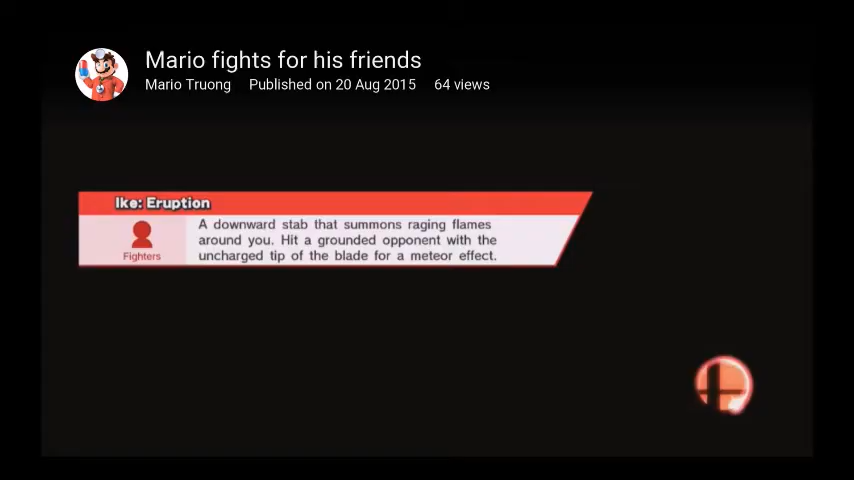 Mario fights for his friends
Mario Truong Published on 20 Aug 2015 64 views
Ike: Eruption
A downward stab that summons raging flames
around you. Hit a grounded opponent with the
uncharged tip of the blade for a meteor effect.
Fighters